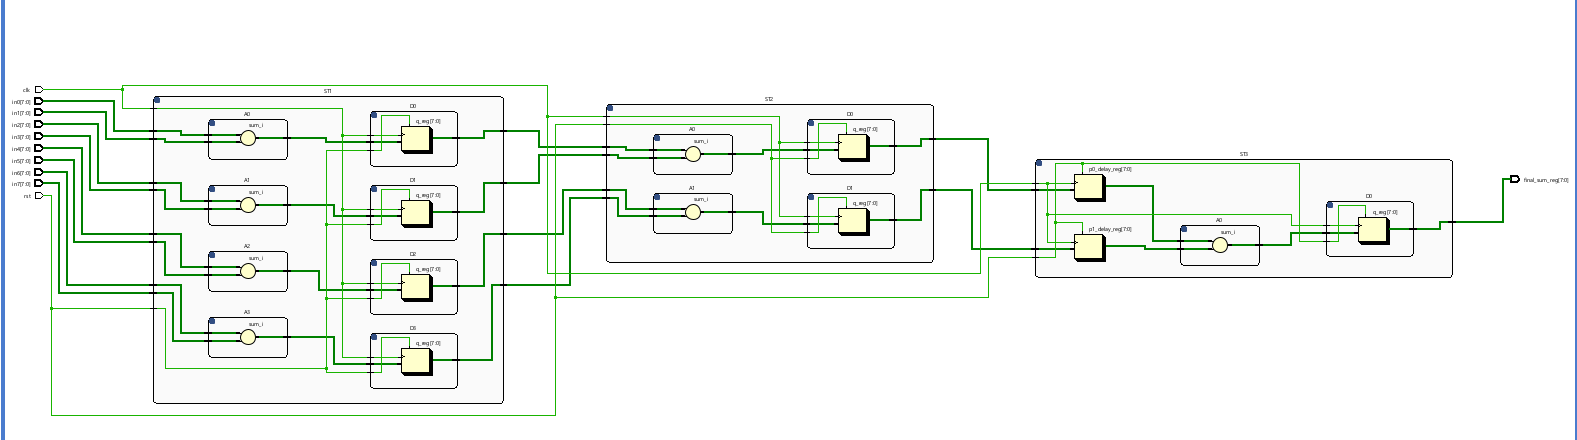 clk
in0[7:0]
in1[7:0]
in2[7:0]
in3[7:0]
in4[7:0]
in5[7:0]
in6[7:0]
in7[7:0]
rst
ST1
A0
sum_i
A1
sum_i
A2
sum_i
A3
sum_i
D0
q_reg[7:0]
D1
q_reg[7:0]
D2
q_reg[7:0]
D3
q_reg[7:0]
ST2
A0
sum_i
A1
sum_i
D0
q_reg[7:0]
D1
q_reg[7:0]
ST3
p0_delay_reg[7:0]
p1_delay_reg[7:0]
A0
sum_i
D0
q_reg[7:0]
final_sum_reg[7:0]